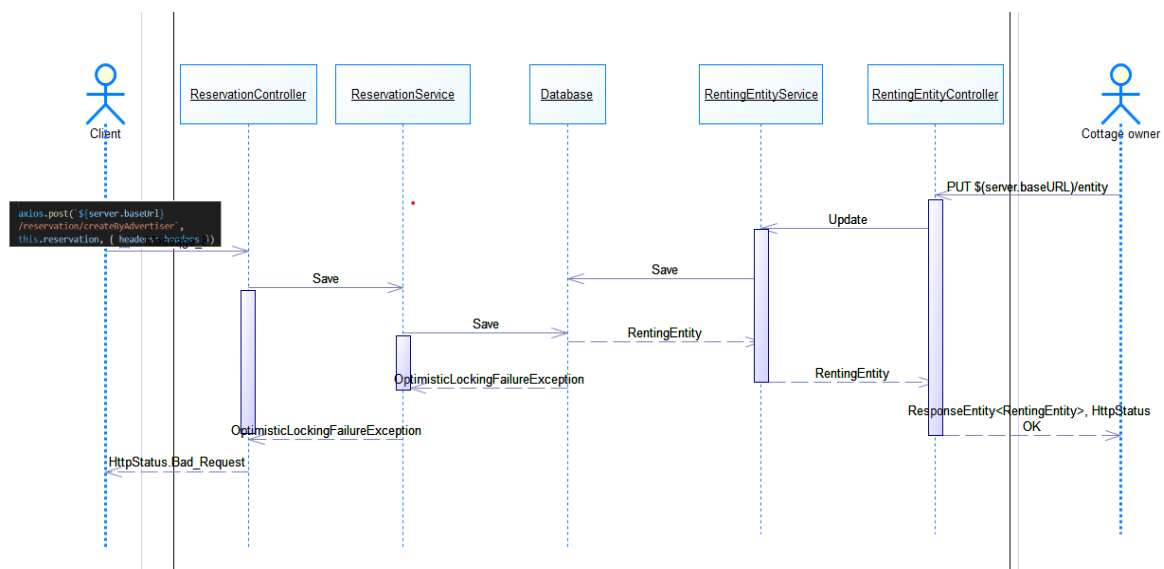 ReservationController
ReservationService
Database
RentingEntityService
RentingEntityController
Client
Cottage owner
PUT $(server.baseURL)/entity
axios.post(`${server.baseUrl}
/reservation/createByAdvertiser`,
this.reservation, { headers: headers })
Update
Save
Save
Save
RentingEntity
RentingEntity
OptimisticLockingFailureException
ResponseEntity<RentingEntity>, HttpStatus
OK
OptimisticLockingFailureException
HttpStatus.Bad_Request